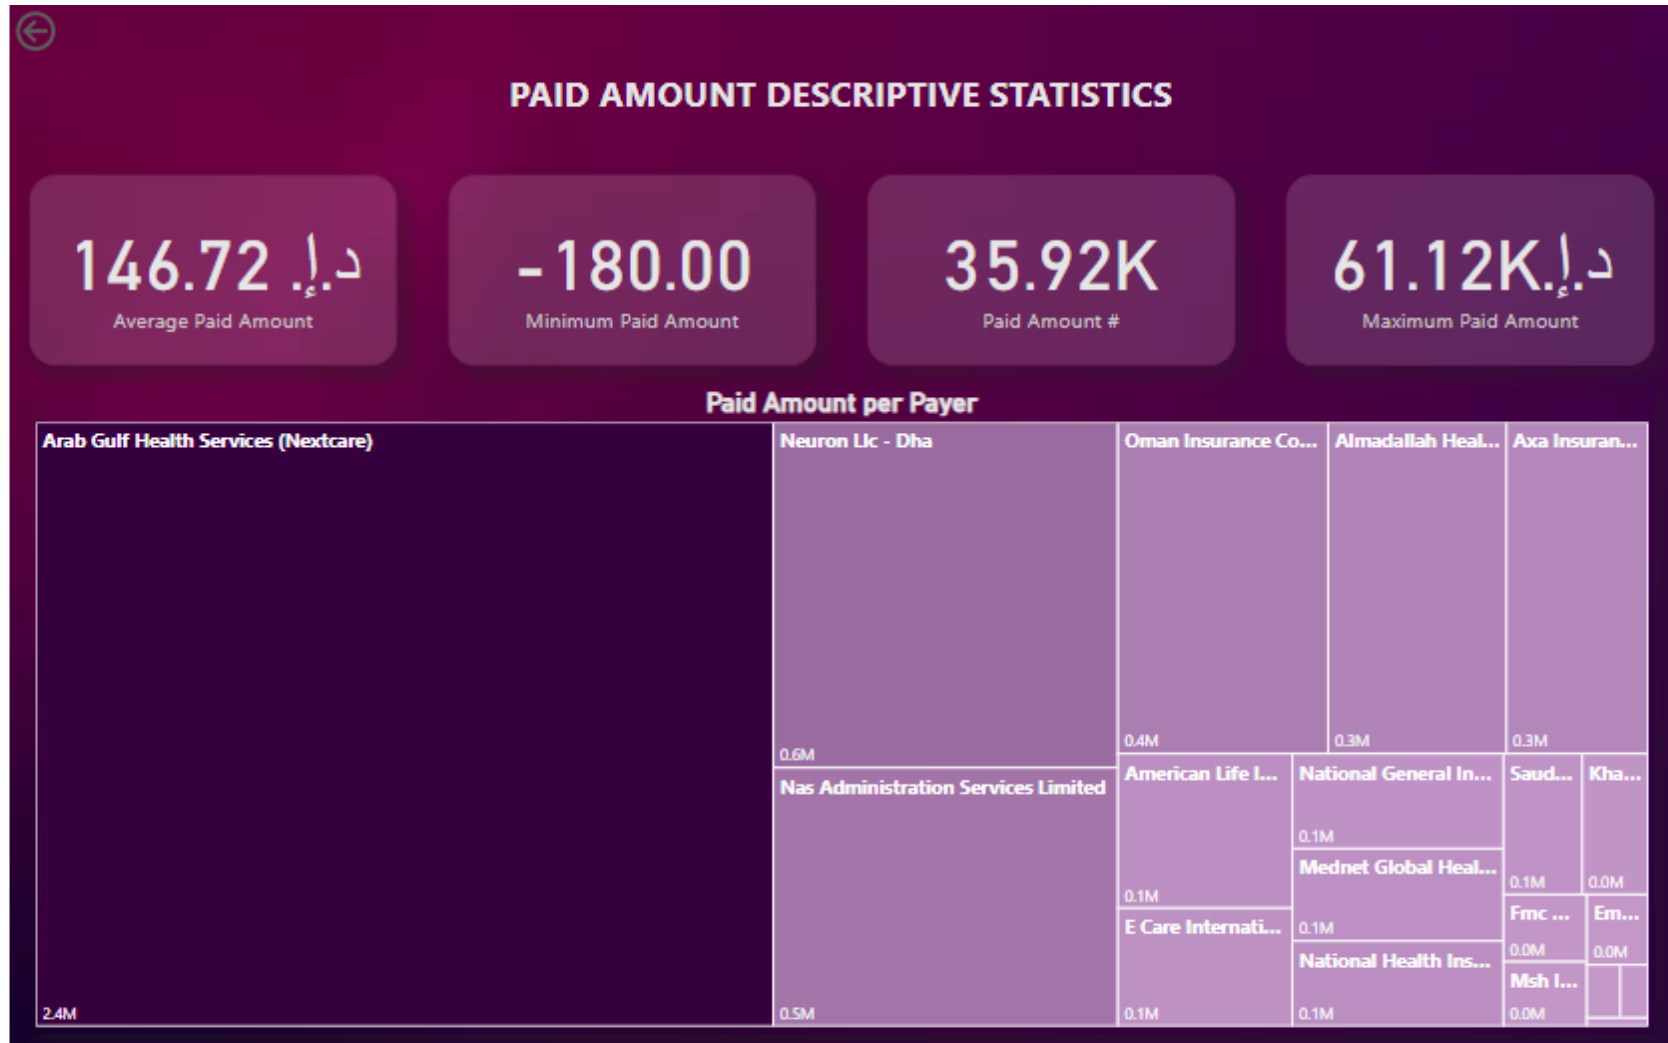 PAID AMOUNT DESCRIPTIVE STATISTICS
146.72 د.إ.
Average Paid Amount
-180.00
Minimum Paid Amount
35.92K
Paid Amount #
61.12K د.إ.
Maximum Paid Amount
Paid Amount per Payer
Arab Gulf Health Services (Nextcare)
2.4M
Neuron Llc - Dha
0.6M
Nas Administration Services Limited
0.5M
Oman Insurance Co...
0.4M
Almadallah Heal...
0.3M
Axa Insuran...
0.3M
American Life I...
0.1M
E Care Internati...
0.1M
National General In...
0.1M
Mednet Global Heal...
0.1M
National Health Ins...
0.1M
Saud...
0.1M
Kha...
0.0M
Fmc ...
0.0M
Em...
0.0M
Msh I...
0.0M